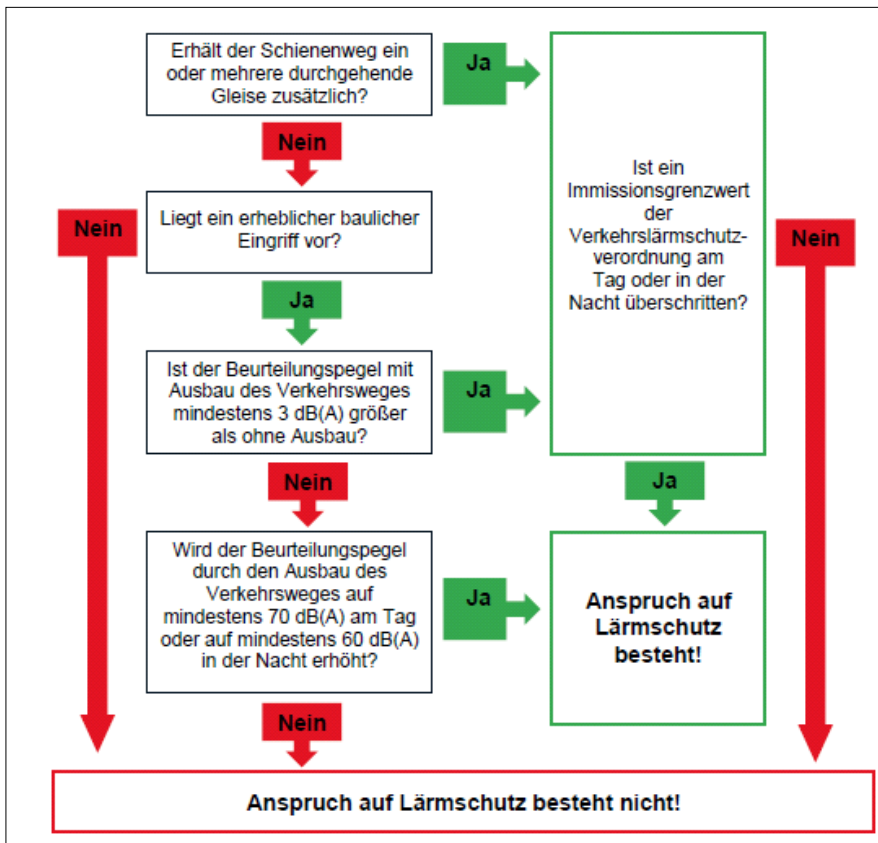 Erhält der Schienenweg ein
oder mehrere durchgehende
Gleise zusätzlich?
Ja
Nein
Liegt ein erheblicher baulicher
Eingriff vor?
Nein
Ja
Ist der Beurteilungspegel mit
Ausbau des Verkehrsweges
mindestens 3 dB(A) größer
als ohne Ausbau?
Ja
Nein
Wird der Beurteilungspegel
durch den Ausbau des
Verkehrsweges auf
mindestens 70 dB(A) am Tag
oder auf mindestens 60 dB(A)
in der Nacht erhöht?
Ja
Nein
Ist ein
Immissionsgrenzwert
der
Verkehrslärmschutz-
verordnung am
Tag oder in der
Nacht überschritten?
Nein
Ja
Anspruch auf
Lärmschutz
besteht!
Anspruch auf Lärmschutz besteht nicht!